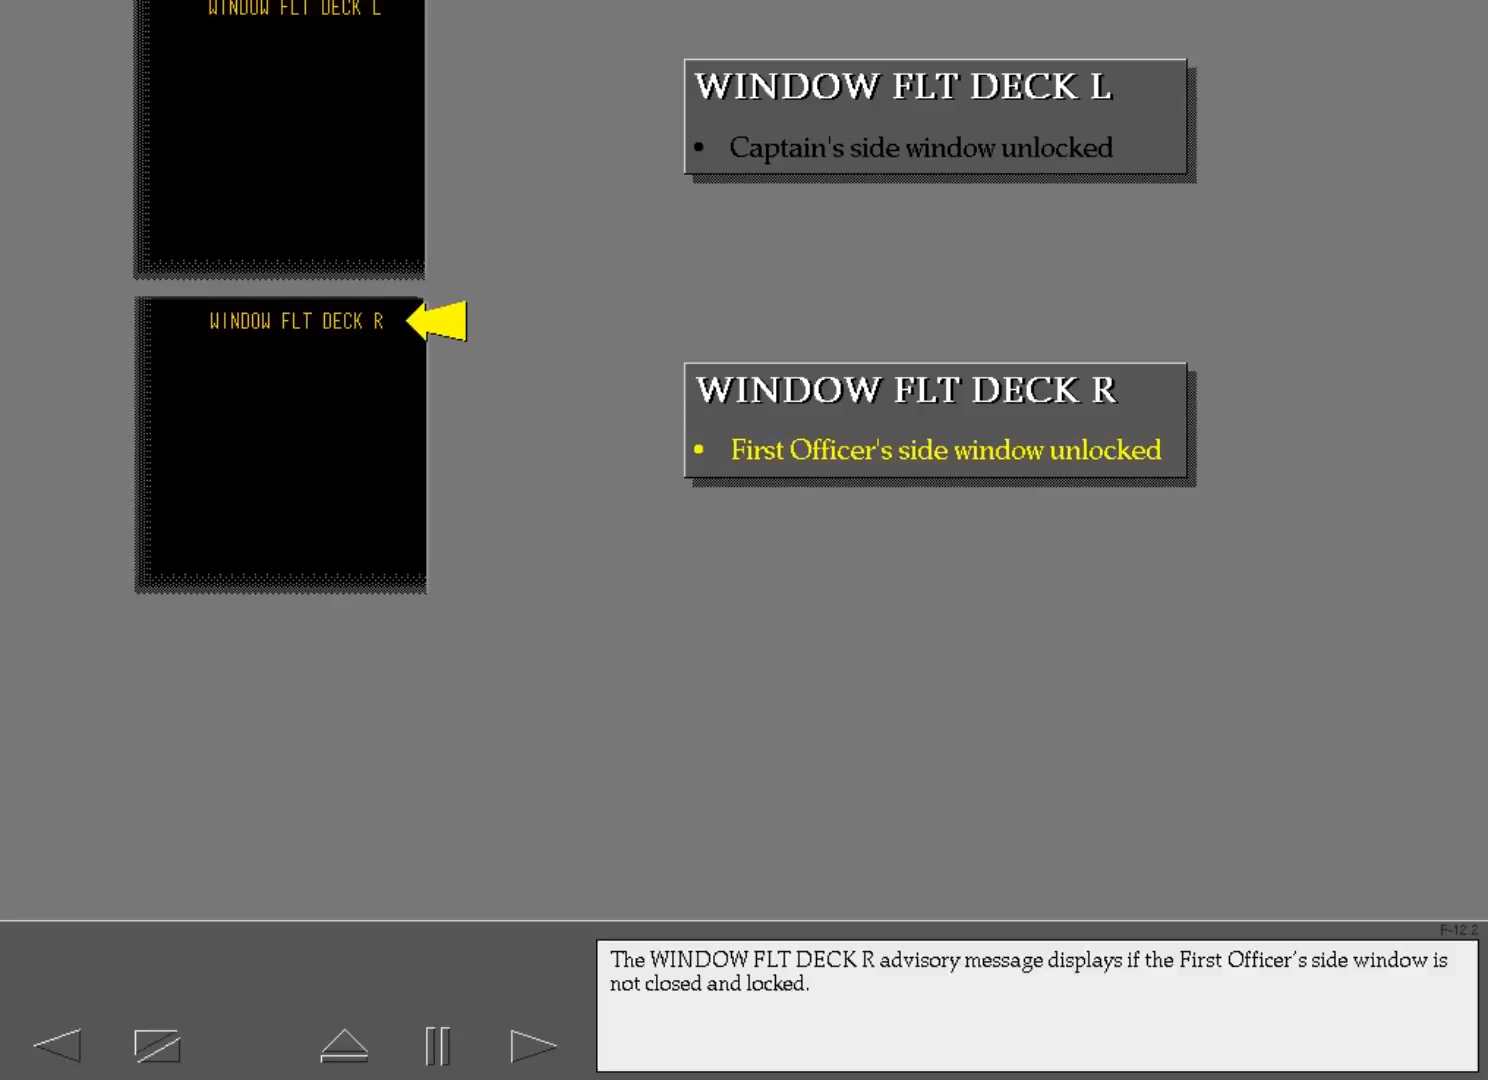 WINDOW FLT DECK L
WINDOW FLT DECK L
• Captain's side window unlocked
WINDOW FLT DECK R
WINDOW FLT DECK R
• First Officer's side window unlocked
F-12.2
The WINDOW FLT DECK R advisory message displays if the First Officer's side window is
not closed and locked.